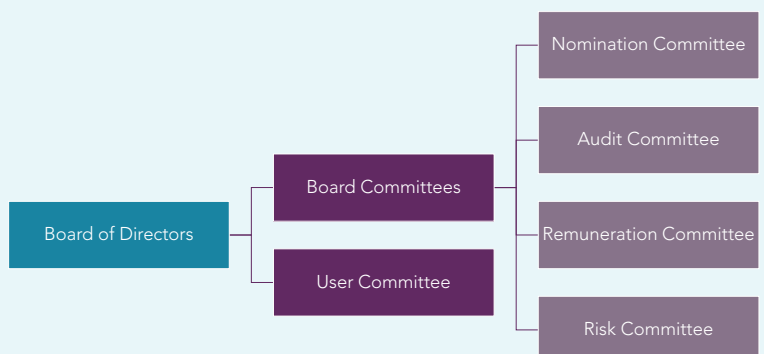 Nomination Committee
Audit Committee
Board Committees
Board of Directors
Remuneration Committee
User Committee
Risk Committee